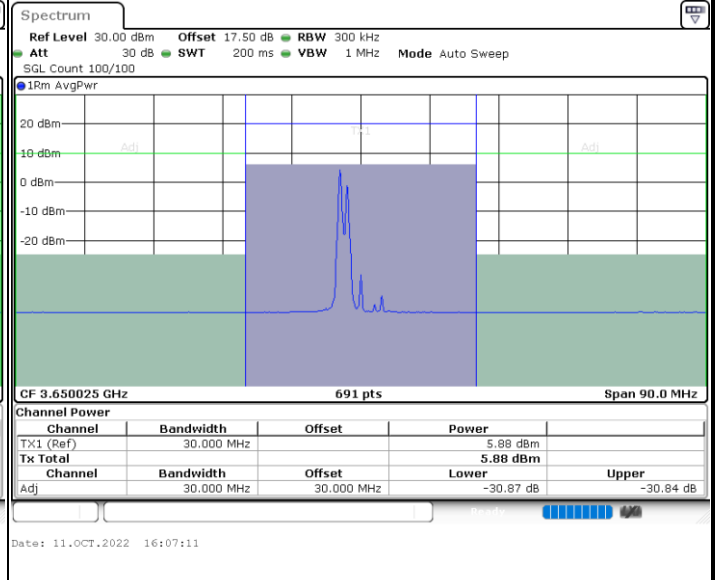 Spectrum
Ref Level 30.00 dBm Offset 17.50 dB RBW 300 kHz
Att 30 dB SWT 200 ms VBW 1 MHz Mode Auto Sweep
SGL Count 100/100
1Rm AvgPwr
20 dBm
TX1
Adj
Adj
10 dBm
0 dBm
-10 dBm
-20 dBm
CF 3.650025 GHz 691 pts Span 90.0 MHz
Channel Power
Channel Bandwidth Offset Power
TX1 (Ref) 30.000 MHz 5.88 dBm
Tx Total 5.88 dBm
Channel Bandwidth Offset Lower Upper
Adj 30.000 MHz 30.000 MHz -30.87 dB -30.84 dB
Ready
Date: 11.OCT.2022 16:07:11